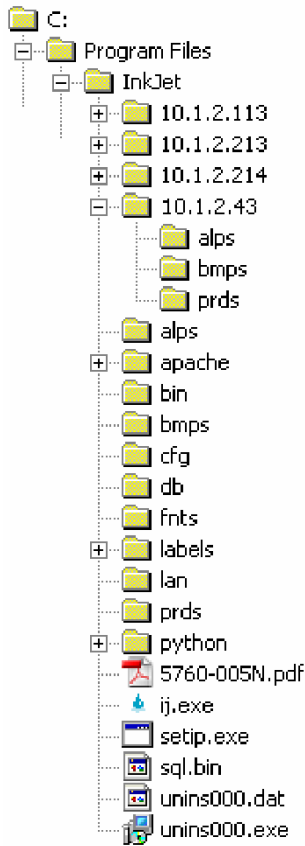 C:
Program Files
InkJet
10.1.2.113
10.1.2.213
10.1.2.214
10.1.2.43
alps
bmps
prds
alps
apache
bin
bmps
cfg
db
fnts
labels
lan
prds
python
5760-005N.pdf
ij.exe
setip.exe
sql.bin
unins000.dat
unins000.exe